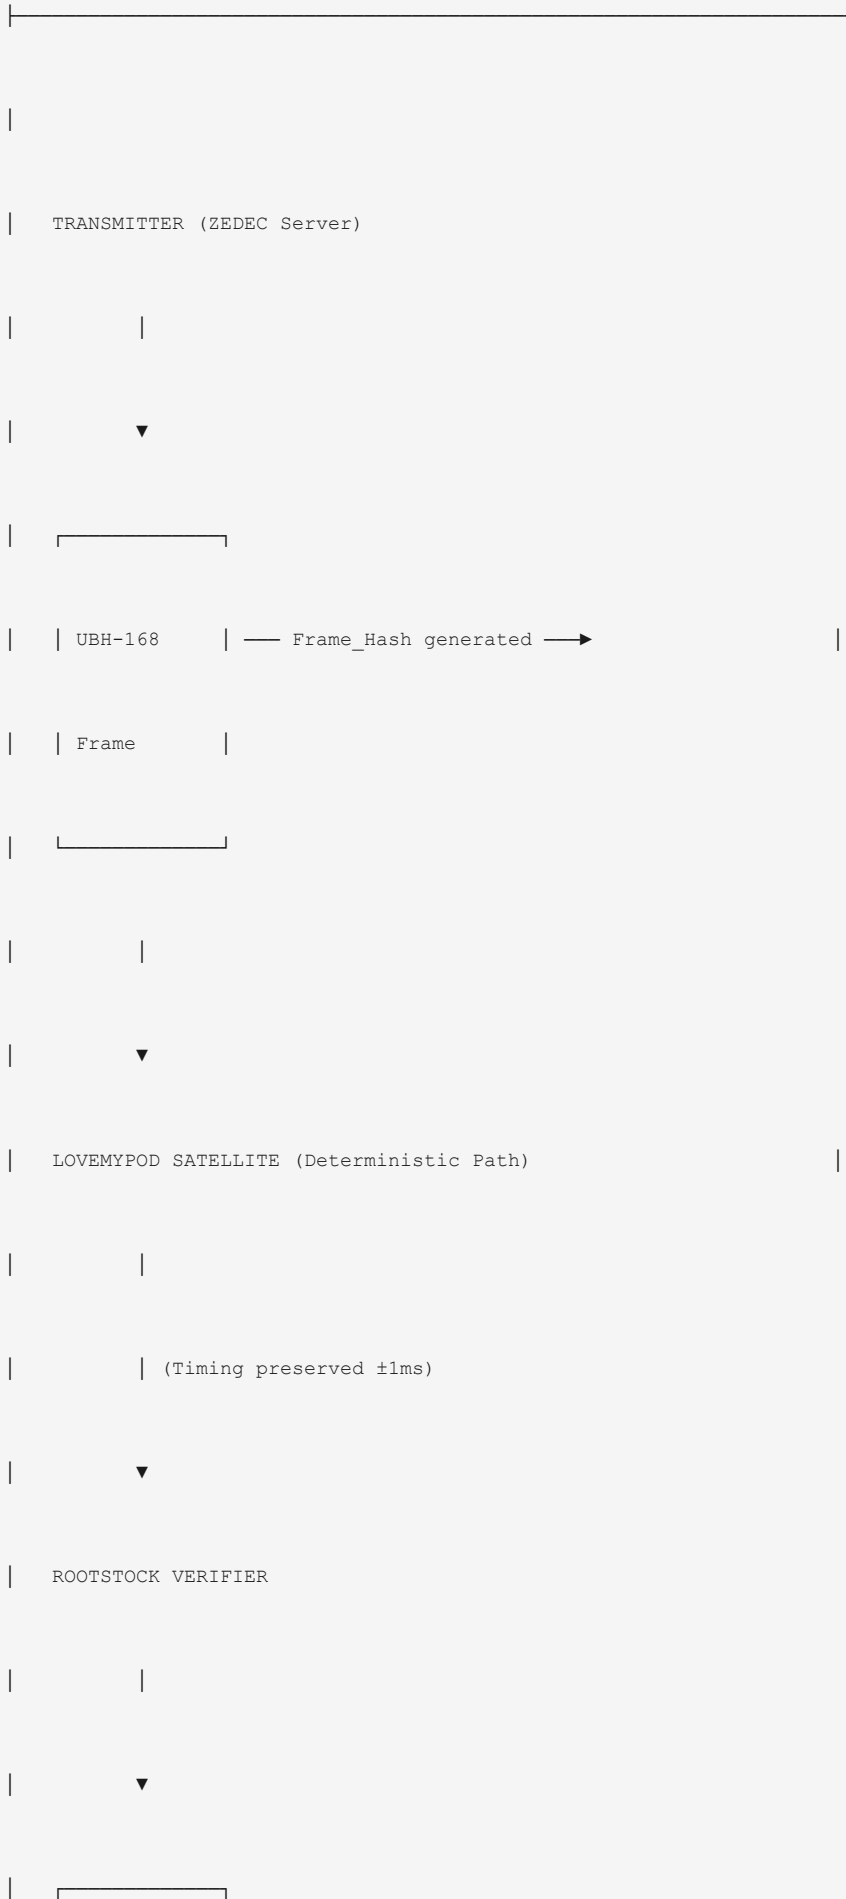 TRANSMITTER (ZEDEC Server)
│
▼
│ UBH-168 │ ─── Frame_Hash generated ───►
│ Frame │
│
▼
LOVEMYPOD SATELLITE (Deterministic Path)
│
│ (Timing preserved ±1ms)
▼
ROOTSTOCK VERIFIER
│
▼